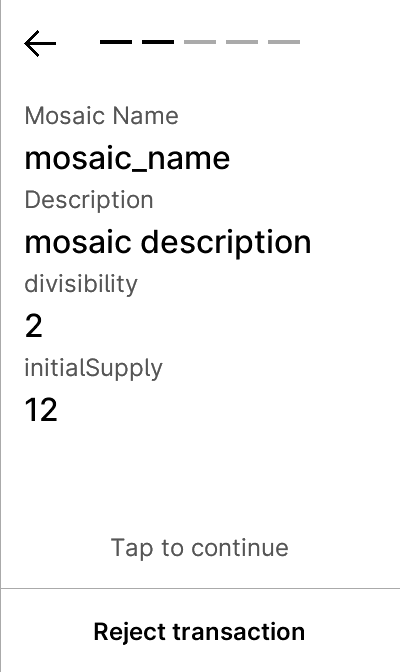 Mosaic Name
mosaic_name
Description
mosaic description
divisibility
2
initialSupply
12
Tap to continue
Reject transaction